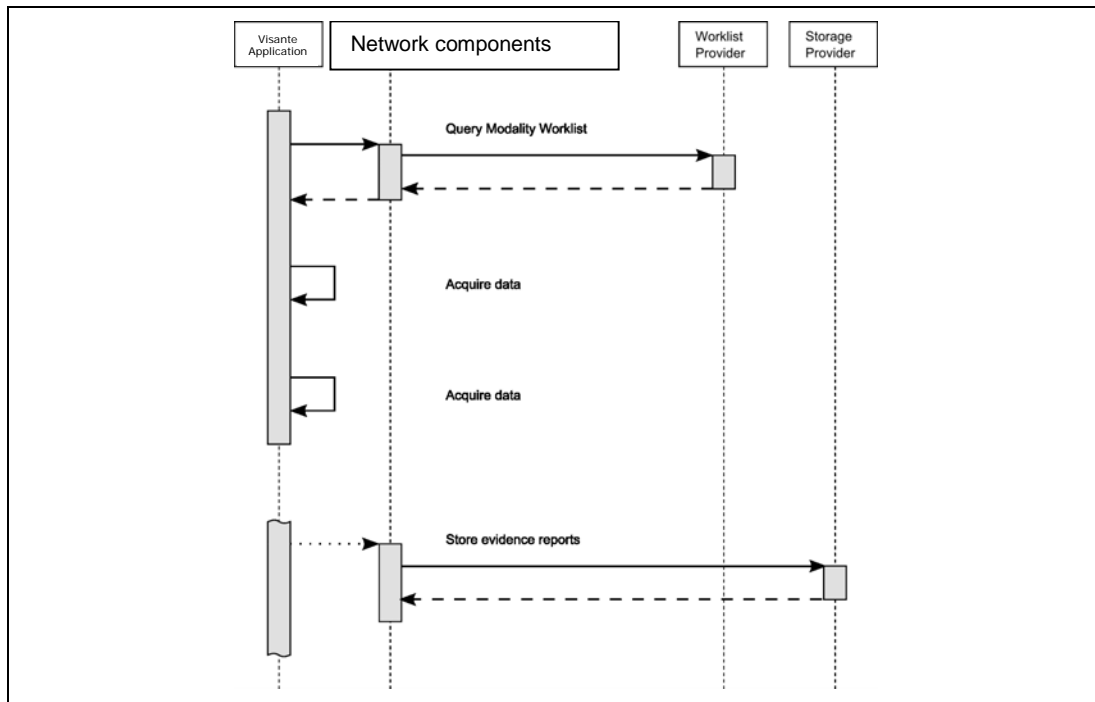 Visante
Application
Network components
Worklist
Provider
Storage
Provider
Query Modality Worklist
Acquire data
Acquire data
Store evidence reports